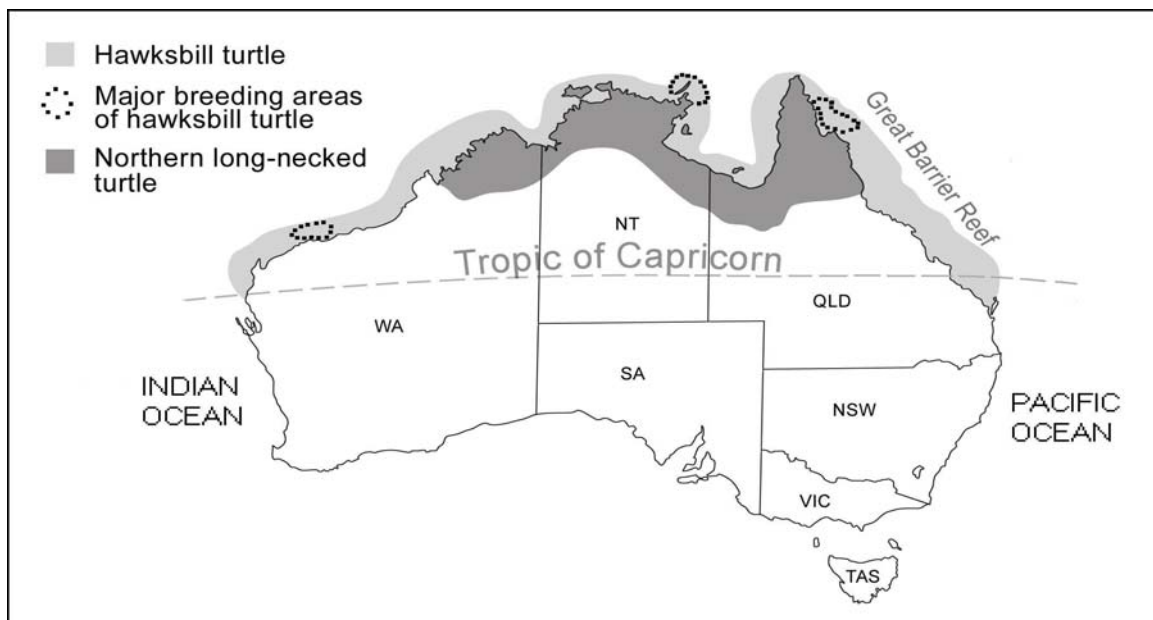 Hawksbill turtle
Major breeding areas
of hawksbill turtle
Northern long-necked
turtle
Great Barrier Reef
NT
Tropic of Capricorn
QLD
WA
SA
INDIAN
OCEAN
NSW
PACIFIC
OCEAN
VIC
TAS